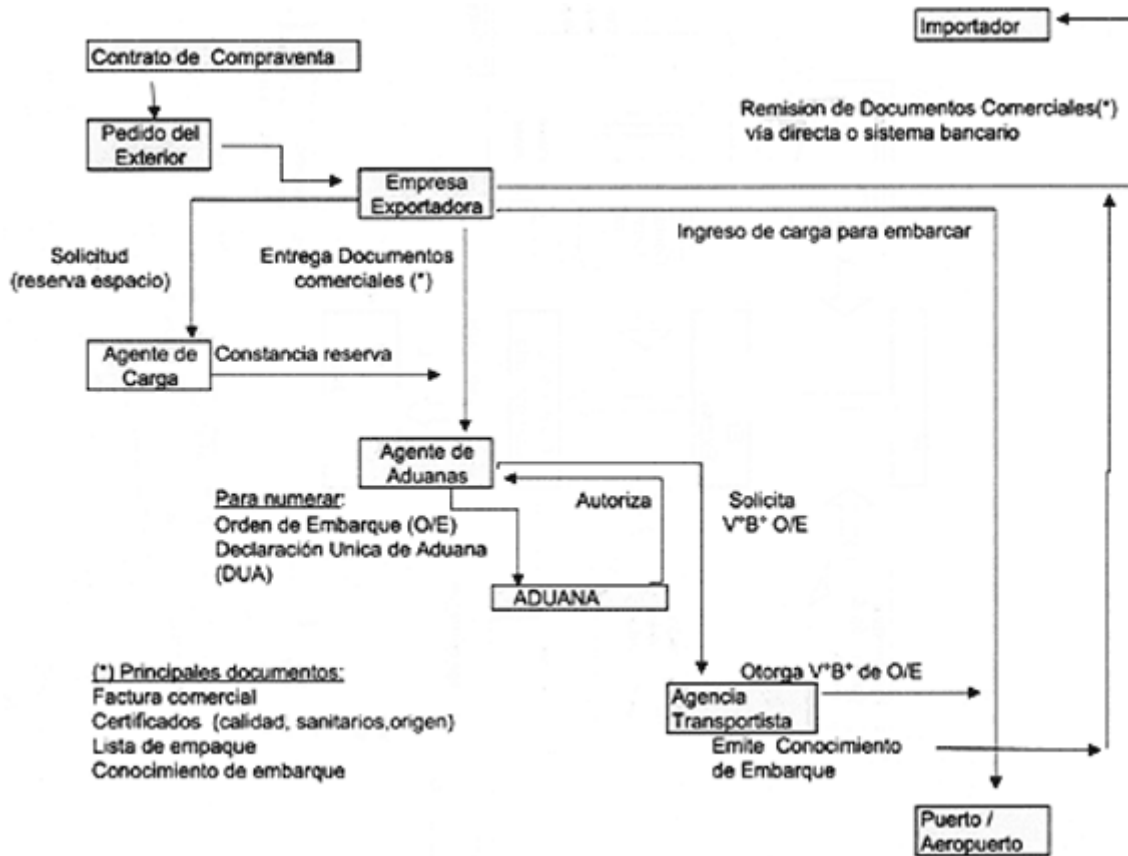 Importador
Contrato de Compraventa
Remision de Documentos Comerciales(*)
vía directa o sistema bancario
Pedido del
Exterior
Empresa
Exportadora
Ingreso de carga para embarcar
Solicitud
(reserva espacio)
Entrega Documentos
comerciales (*)
Agente de
Carga
Constancia reserva
Agente de
Aduanas
Autoriza
Solicita
V°B° O/E
Para numerar:
Orden de Embarque (O/E)
Declaración Unica de Aduana
(DUA)
ADUANA
(*) Principales documentos:
Factura comercial
Certificados (calidad, sanitarios,origen)
Lista de empaque
Conocimiento de embarque
Otorga V°B° de O/E
Agencia
Transportista
Emite Conocimiento
de Embarque
Puerto /
Aeropuerto